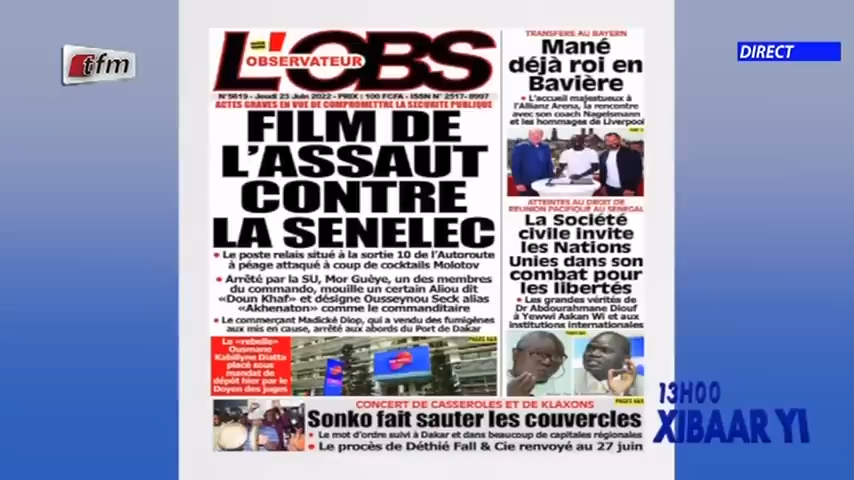 tfm
DIRECT
L'OBS
OBSERVATEUR
N°5619 - Jeudi 23 Juin 2022 - PRIX : 100 FCFA - ISSN N° 2517- 8997
ACTES GRAVES EN VUE DE COMPROMETTRE LA SECURITE PUBLIQUE
FILM DE
L'ASSAUT
CONTRE
LA SENELEC
• Le poste relais situé à la sortie 10 de l'Autoroute
à péage attaqué à coup de cocktails Molotov
• Arrêté par la SU, Mor Guèye, un des membres
du commando, mouille un certain Aliou dit
«Doun Khaf» et désigne Ousseynou Seck alias
«Akhenaton» comme le commanditaire
• Le commerçant Madické Diop, qui a vendu des fumigènes
aux mis en cause, arrêté aux abords du Port de Dakar
Le «rebelle»
Ousmane
Kabiliyne Diatta
placé sous
mandat de
dépôt hier par le
Doyen des juges
TRANSFERE AU BAYERN
Mané
déjà roi en
Bavière
• L'accueil majestueux à
l'Allianz Arena, la rencontre
avec son coach Nagelsmann
et les hommages de Liverpool
ATTEINTES AU DROIT DE
REUNION PACIFIQUE AU SENEGAL
La Société
civile invite
les Nations
Unies dans son
combat pour
les libertés
• Les grandes vérités de
Dr Abdourahmane Diouf
à Yewwi Askan Wi et aux
institutions internationales
CONCERT DE CASSEROLES ET DE KLAXONS
Sonko fait sauter les couvercles
• Le mot d'ordre suivi à Dakar et dans beaucoup de capitales régionales
• Le procès de Déthié Fall & Cie renvoyé au 27 juin
13H00
XIBAAR YI